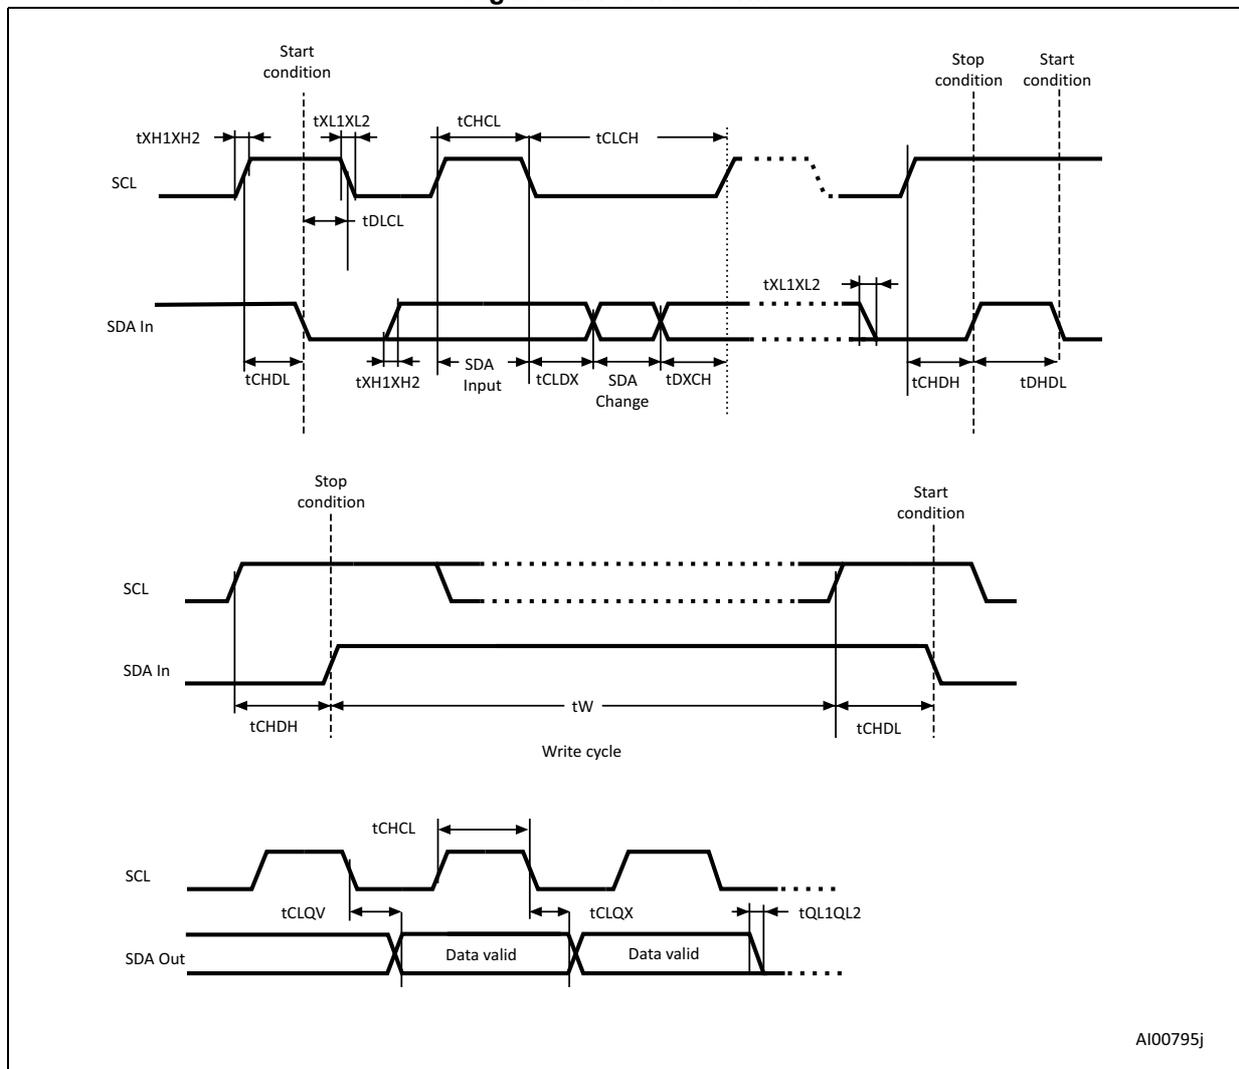 Start
condition
Stop
condition
Start
condition
tXH1XH2
tXL1XL2
tCHCL
tCLCH
SCL
tDLCL
tXL1XL2
SDA In
tCHDL
tXH1XH2
SDA
Input
tCLDX
SDA
Change
tDXCH
tCHDH
tDHDL
Stop
condition
Start
condition
SCL
SDA In
tCHDH
tW
tCHDL
Write cycle
tCHCL
SCL
tCLQV
tCLQX
tQL1QL2
SDA Out
Data valid
Data valid
AI00795j